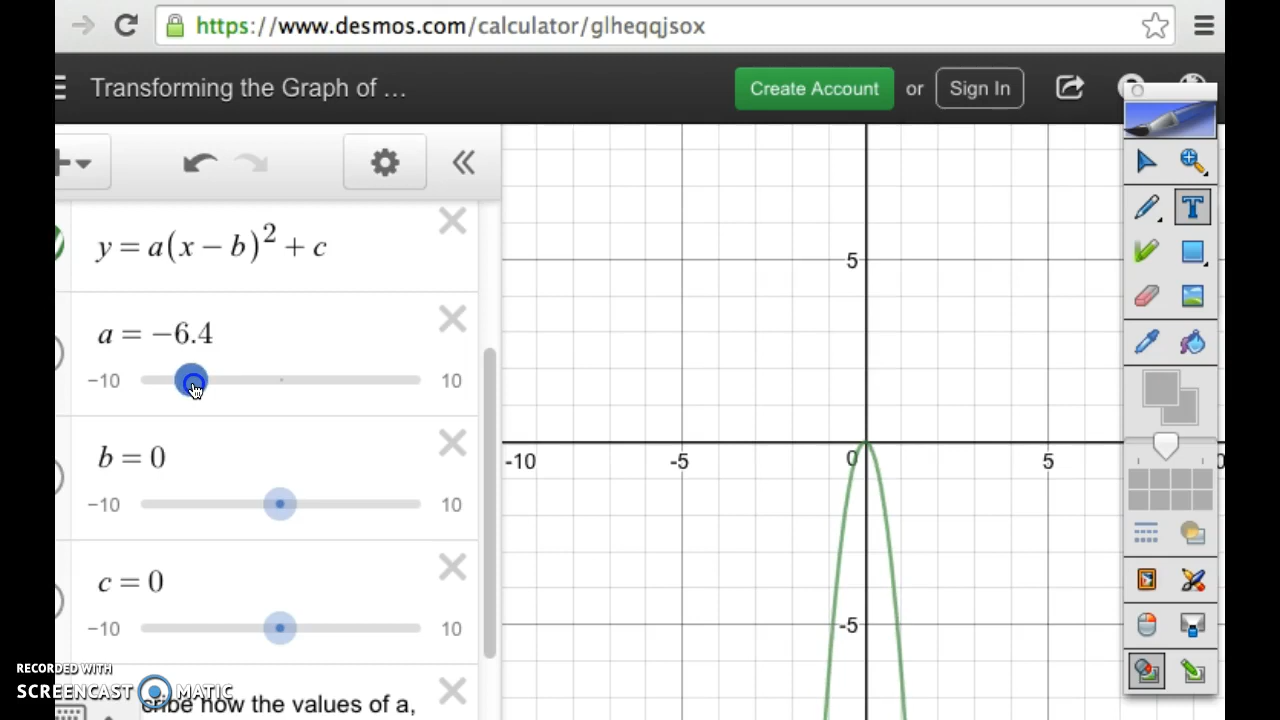 https://www.desmos.com/calculator/glheqqjsox
Transforming the Graph of ...
Create Account or Sign In
y = a(x − b)² + c
a = −6.4
−10 10
b = 0
−10 10
c = 0
−10 10
how the values of a,
5
-10 -5 0 5
-5
T
RECORDED WITH
SCREENCAST MATIC